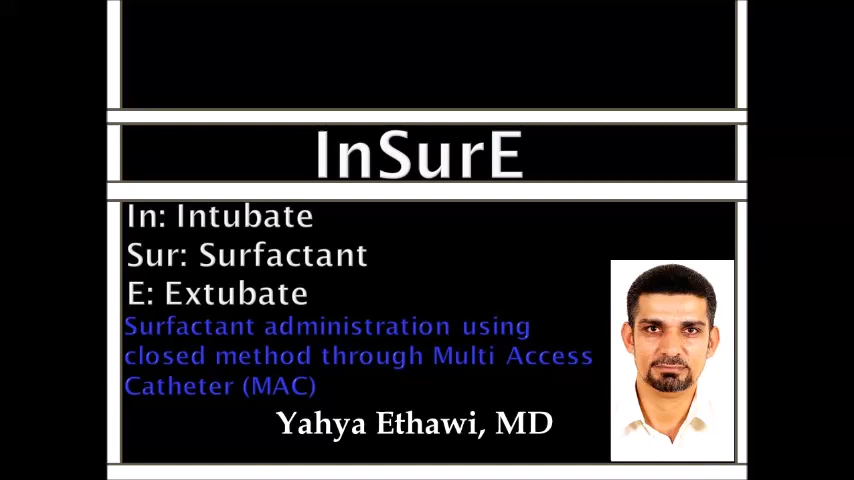 InSurE
In: Intubate
Sur: Surfactant
E: Extubate
Surfactant administration using
closed method through Multi Access
Catheter (MAC)
Yahya Ethawi, MD